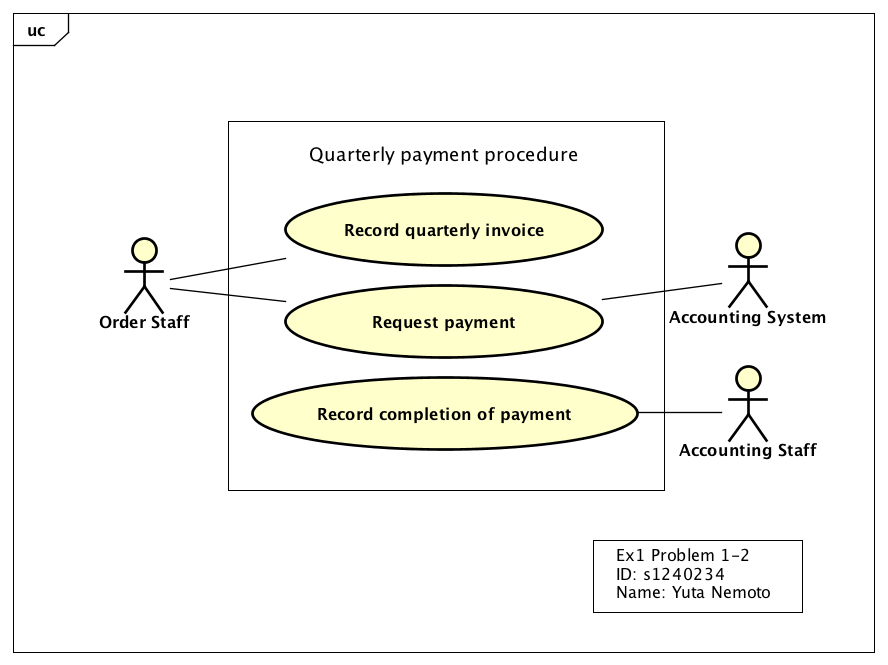 uc
Quarterly payment procedure
Record quarterly invoice
Request payment
Record completion of payment
Order Staff
Accounting System
Accounting Staff
Ex1 Problem 1-2
ID: s1240234
Name: Yuta Nemoto